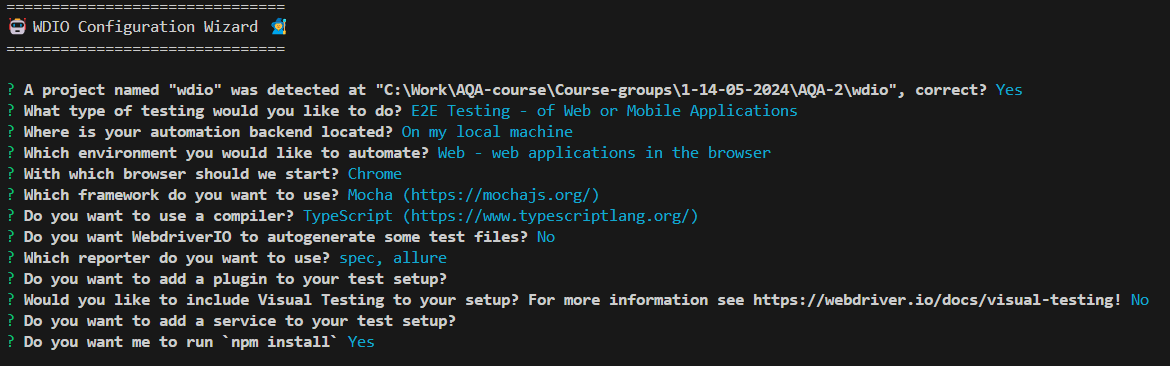 ===============================
🤖 WDIO Configuration Wizard 🧙
===============================
? A project named "wdio" was detected at "C:\Work\AQA-course\Course-groups\1-14-05-2024\AQA-2\wdio", correct? Yes
? What type of testing would you like to do? E2E Testing - of Web or Mobile Applications
? Where is your automation backend located? On my local machine
? Which environment you would like to automate? Web - web applications in the browser
? With which browser should we start? Chrome
? Which framework do you want to use? Mocha (https://mochajs.org/)
? Do you want to use a compiler? TypeScript (https://www.typescriptlang.org/)
? Do you want WebdriverIO to autogenerate some test files? No
? Which reporter do you want to use? spec, allure
? Do you want to add a plugin to your test setup?
? Would you like to include Visual Testing to your setup? For more information see https://webdriver.io/docs/visual-testing! No
? Do you want to add a service to your test setup?
? Do you want me to run `npm install` Yes